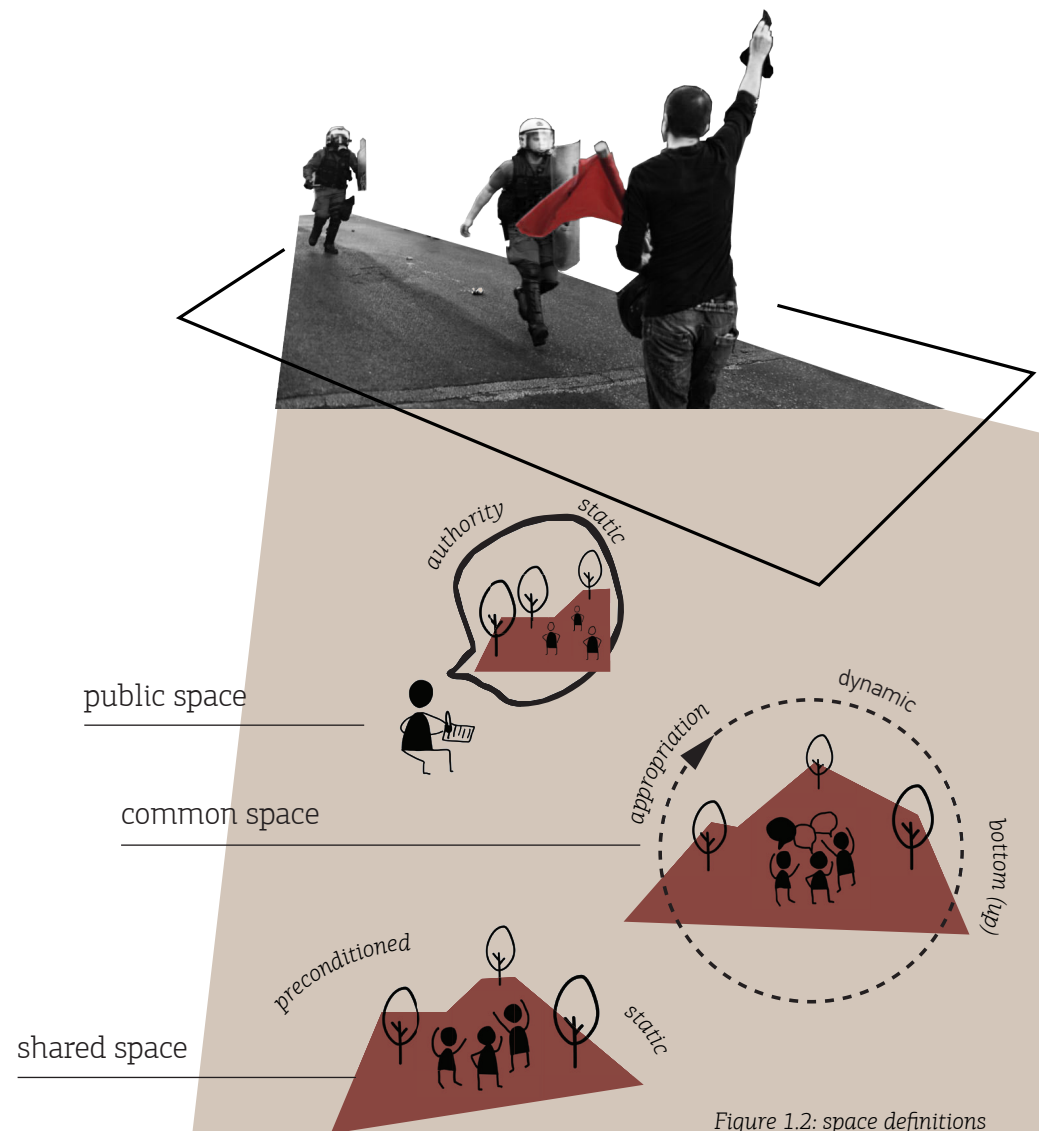 authority
static
public space
dynamic
appropriation
common space
bottom (up)
preconditioned
static
shared space
Figure 1.2: space definitions